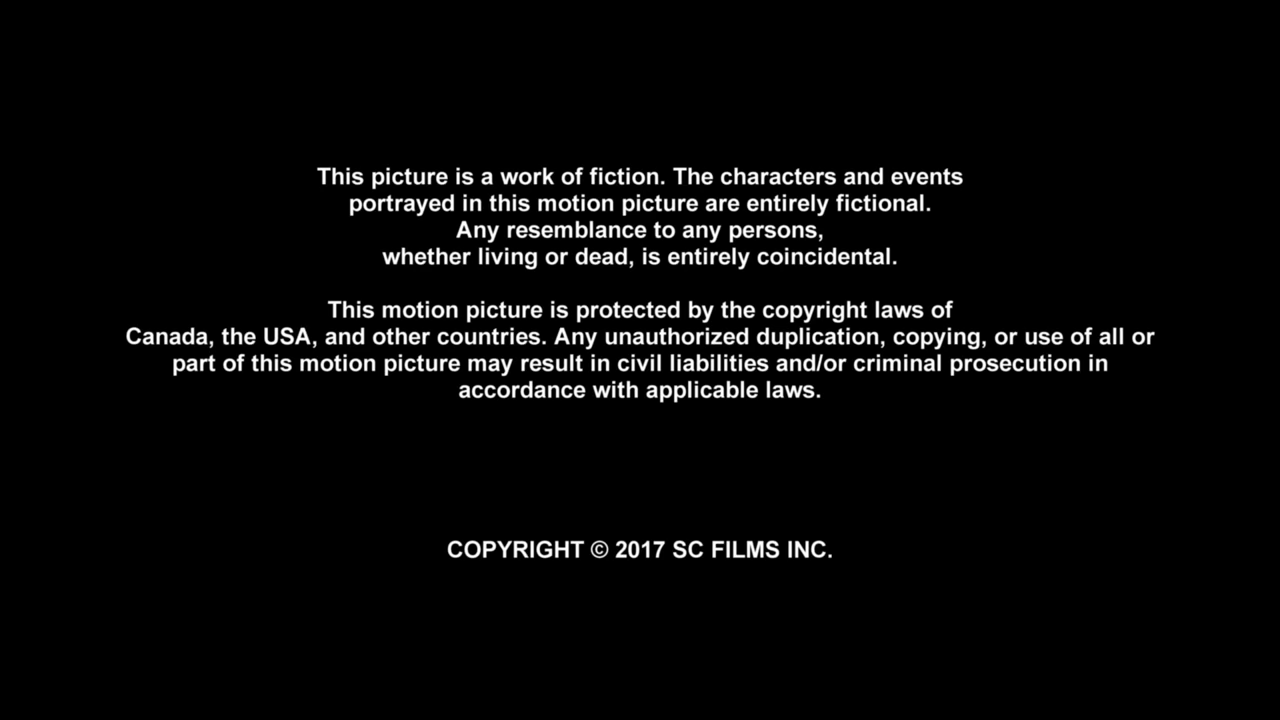 This picture is a work of fiction. The characters and events
portrayed in this motion picture are entirely fictional.
Any resemblance to any persons,
whether living or dead, is entirely coincidental.
This motion picture is protected by the copyright laws of
Canada, the USA, and other countries. Any unauthorized duplication, copying, or use of all or
part of this motion picture may result in civil liabilities and/or criminal prosecution in
accordance with applicable laws.
COPYRIGHT © 2017 SC FILMS INC.